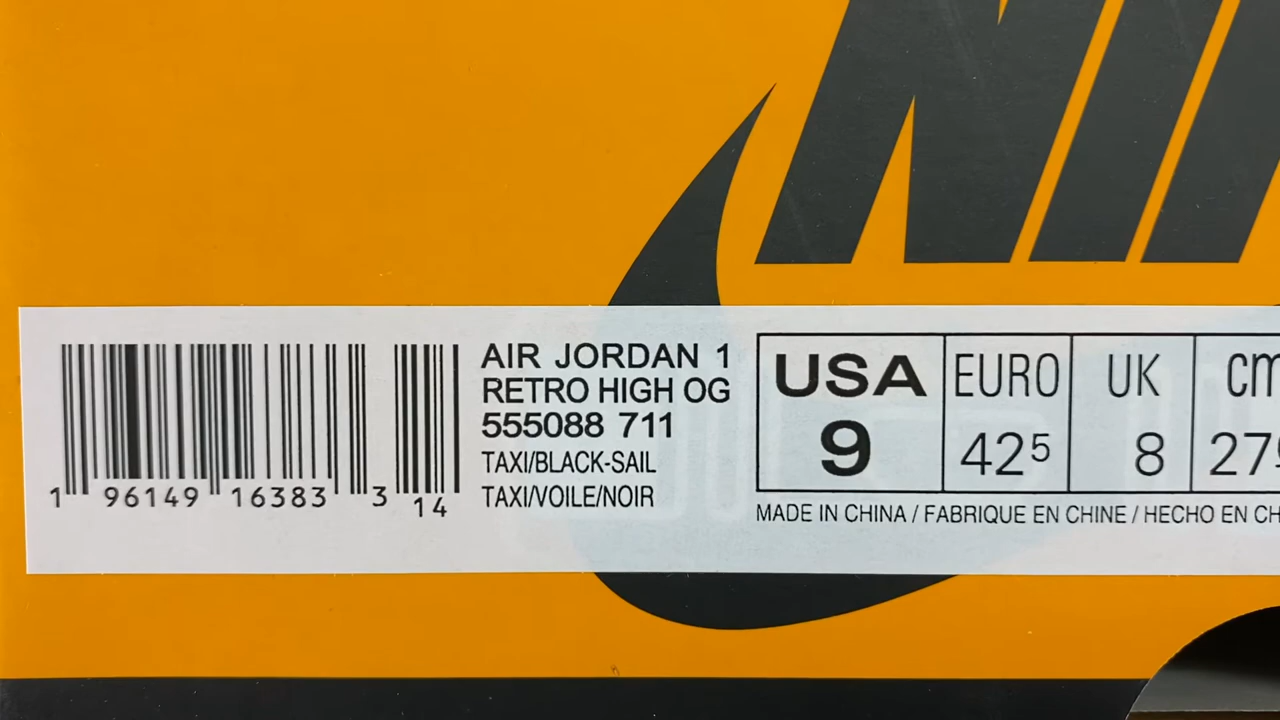 NI
AIR JORDAN 1
RETRO HIGH OG
555088 711
TAXI/BLACK-SAIL
TAXI/VOILE/NOIR
1 96149 16383 3 14
USA EURO UK cm
9 42 5 8 27
MADE IN CHINA / FABRIQUE EN CHINE / HECHO EN CH